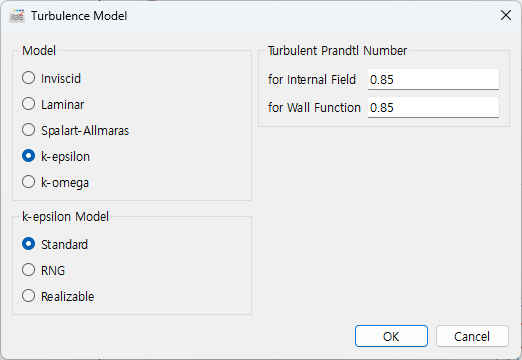 Turbulence Model
Model
Inviscid
Laminar
Spalart-Allmaras
k-epsilon
k-omega
k-epsilon Model
Standard
RNG
Realizable
Turbulent Prandtl Number
for Internal Field 0.85
for Wall Function 0.85
OK Cancel